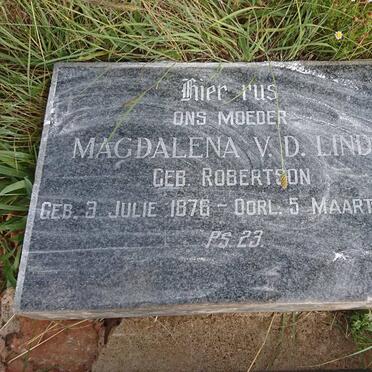 Hier rus
ONS MOEDER
MAGDALENA V. D. LIND
GEB. ROBERTSON
GEB. 3 JULIE 1876 - OORL. 5 MAART
PS. 23.